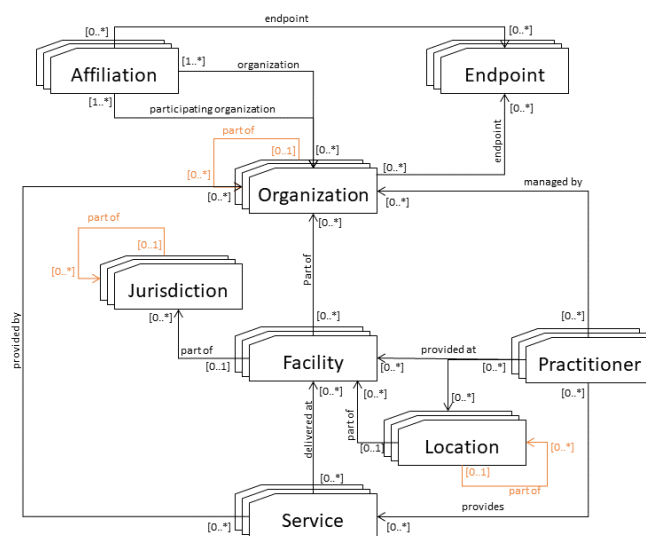 endpoint
[0..*]
[0..*]
Affiliation
Endpoint
[1..*]
organization
[1..*]
[0..*]
participating organization
part of
endpoint
[0..1]
[0..*]
[0..*]
[0..*]
Organization
managed by
[0..*]
[0..*]
[0..*]
part of
[0..1]
Part of
[0..*]
Jurisdiction
[0..*]
[0..*]
[0..*]
provided by
part of
Facility
provided at
Practitioner
[0..1]
[0..*]
[0..*]
[0..*]
[0..*]
[0..*]
[0..*]
delivered at
part of
Location
[0..*]
[0..1]
[0..1]
part of
[0..*]
Service
provides
[0..*]
[0..*]